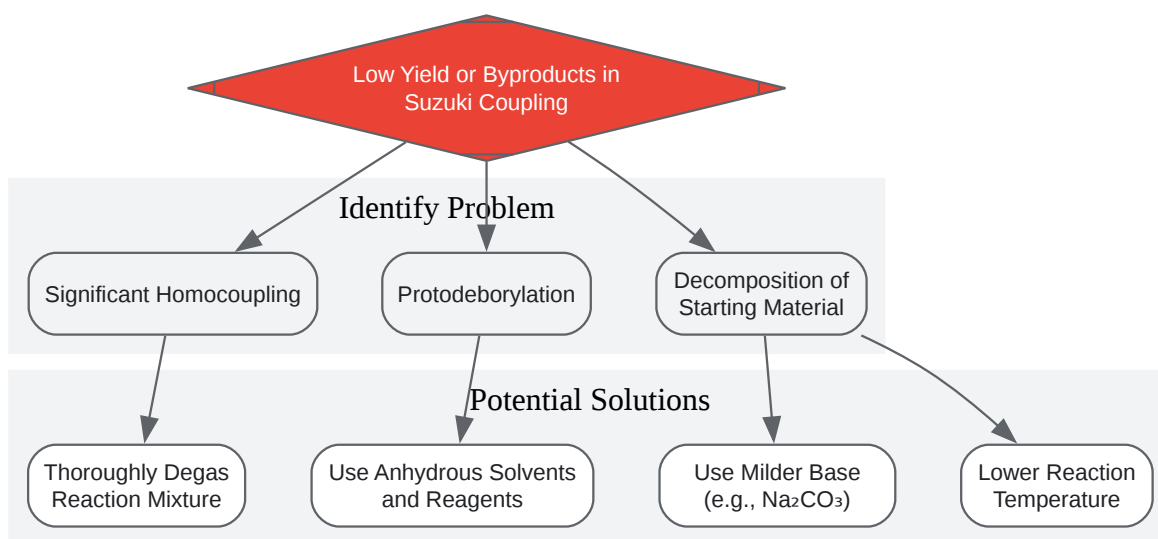 Low Yield or Byproducts in
Suzuki Coupling
Identify Problem
Significant Homocoupling
Protodeborylation
Decomposition of
Starting Material
Potential Solutions
Thoroughly Degas
Reaction Mixture
Use Anhydrous Solvents
and Reagents
Use Milder Base
(e.g., Na₂CO₃)
Lower Reaction
Temperature